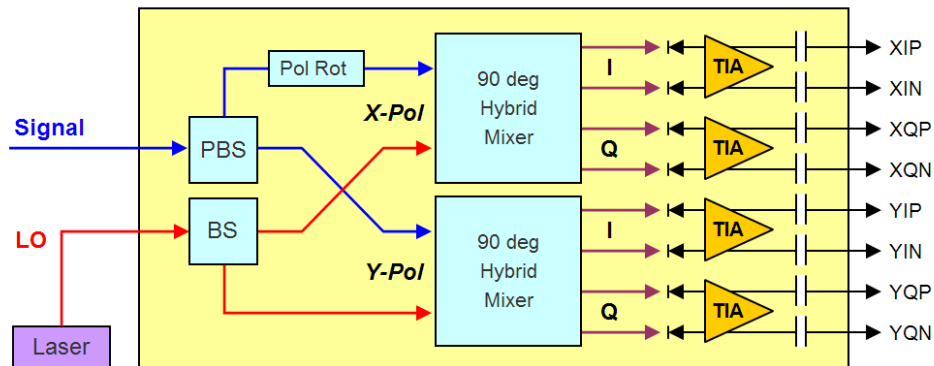 Pol Rot
X-Pol
90 deg
Hybrid
Mixer
I
Q
TIA
TIA
XIP
XIN
XQP
XQN
Signal
PBS
LO
BS
Y-Pol
90 deg
Hybrid
Mixer
I
Q
TIA
TIA
YIP
YIN
YQP
YQN
Laser